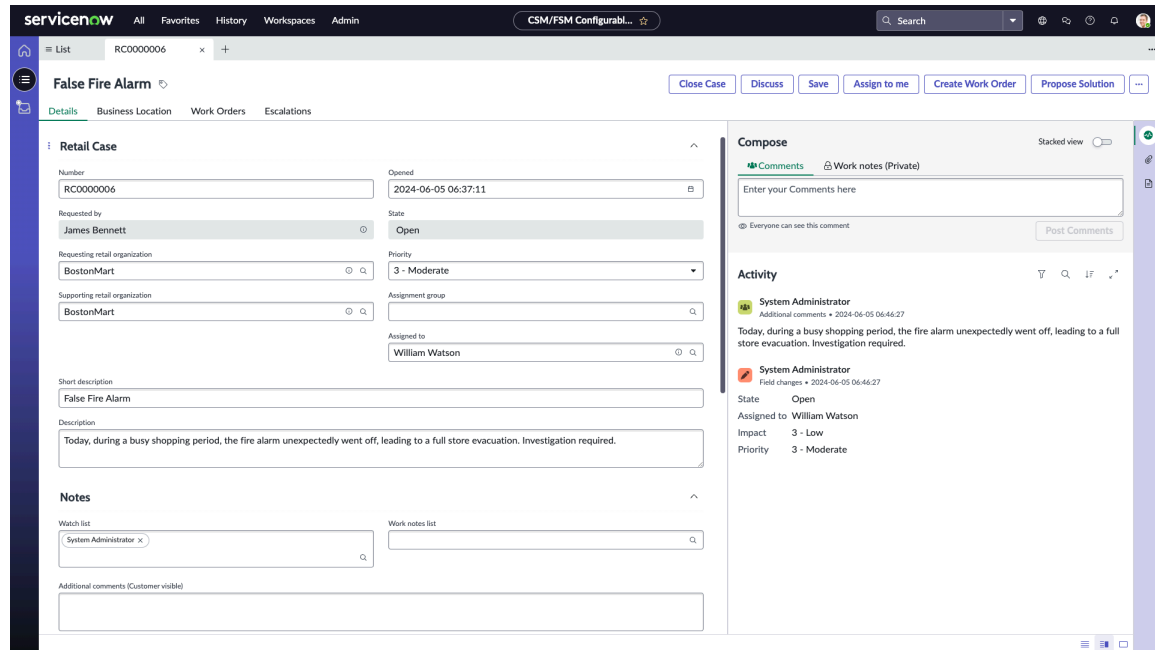 servicenow All Favorites History Workspaces Admin CSM/FSM Configurabl... Search
List RC0000006
False Fire Alarm Close Case Discuss Save Assign to me Create Work Order Propose Solution
Details Business Location Work Orders Escalations
Retail Case
Number
RC0000006
Opened
2024-06-05 06:37:11
Requested by
James Bennett
State
Open
Requesting retail organization
BostonMart
Priority
3 - Moderate
Supporting retail organization
BostonMart
Assignment group
Assigned to
William Watson
Short description
False Fire Alarm
Description
Today, during a busy shopping period, the fire alarm unexpectedly went off, leading to a full store evacuation. Investigation required.
Notes
Watch list
System Administrator
Work notes list
Additional comments (Customer visible)
Compose Stacked view
Comments Work notes (Private)
Enter your Comments here
Everyone can see this comment Post Comments
Activity
System Administrator
Additional comments • 2024-06-05 06:46:27
Today, during a busy shopping period, the fire alarm unexpectedly went off, leading to a full
store evacuation. Investigation required.
System Administrator
Field changes • 2024-06-05 06:46:27
State Open
Assigned to William Watson
Impact 3 - Low
Priority 3 - Moderate